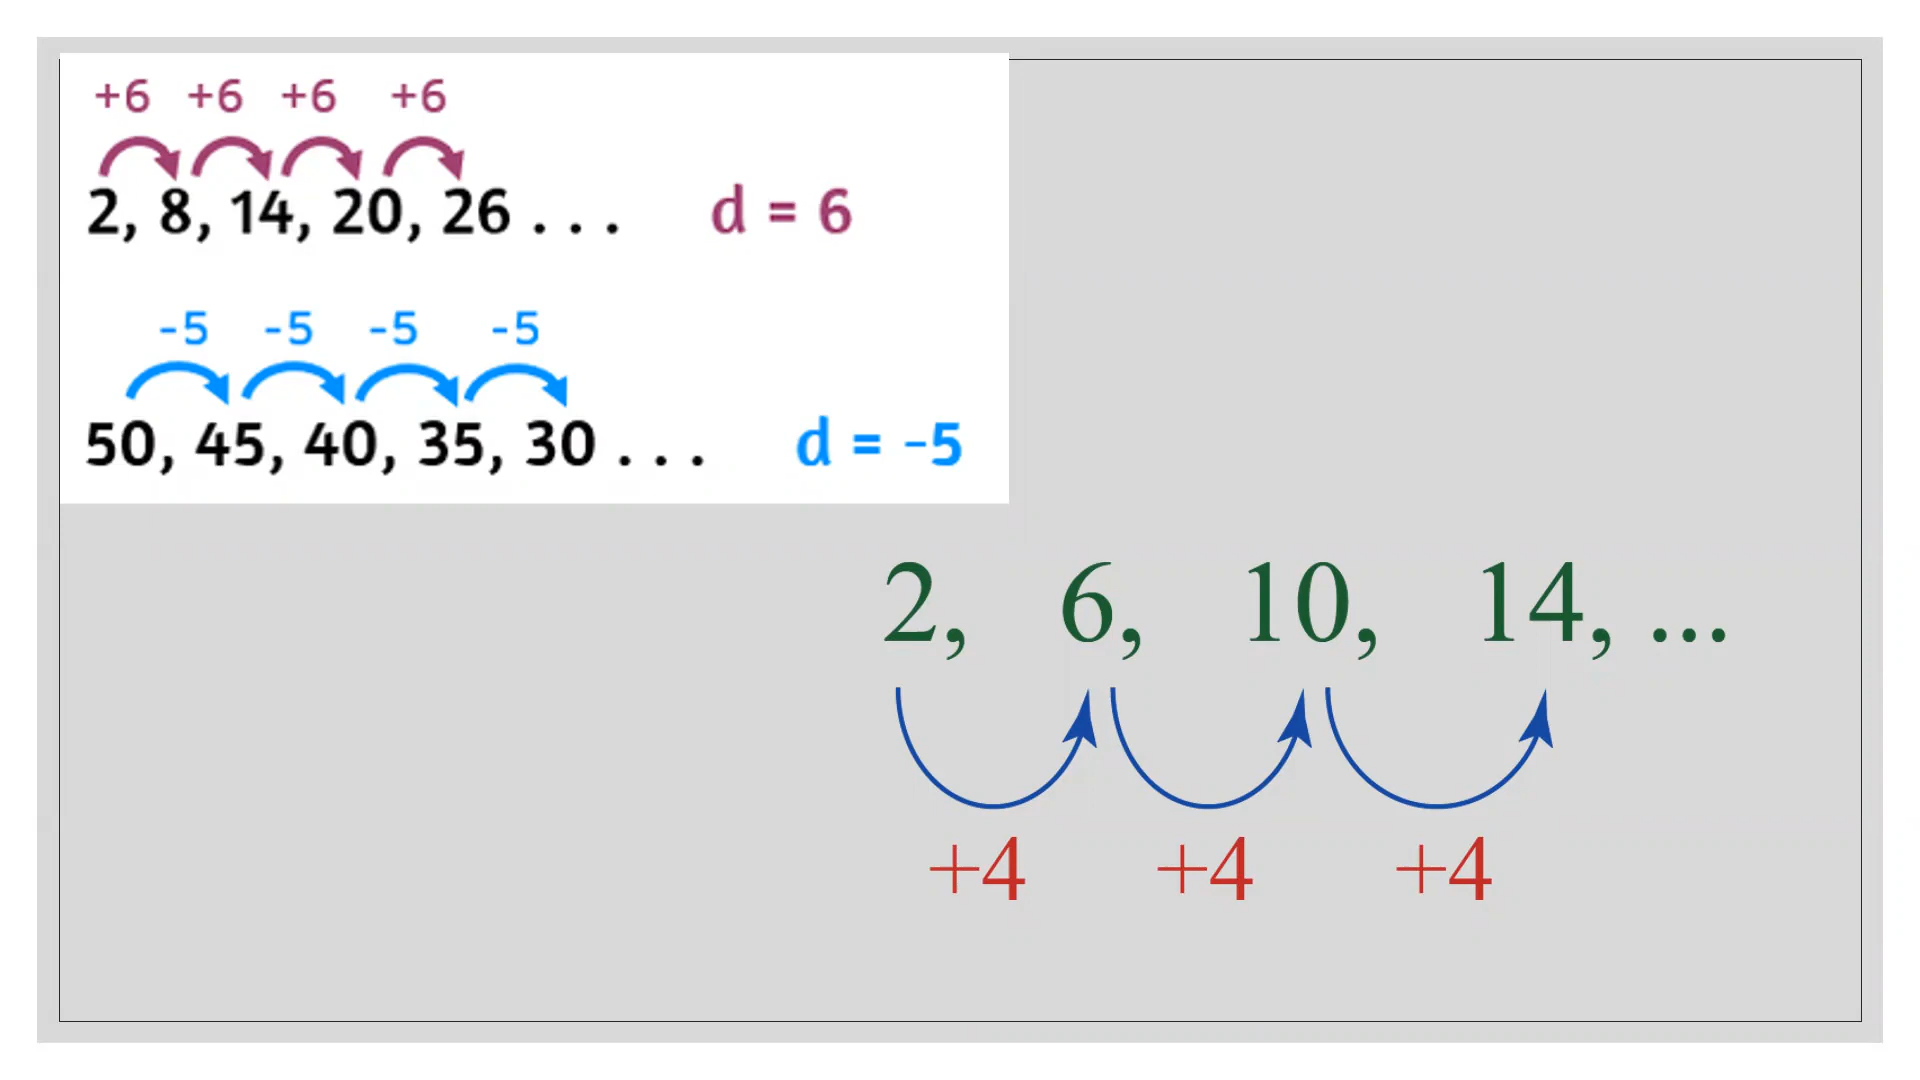 +6 +6 +6 +6
2, 8, 14, 20, 26 . . . d = 6
-5 -5 -5 -5
50, 45, 40, 35, 30 . . . d = -5
2, 6, 10, 14, ...
+4 +4 +4